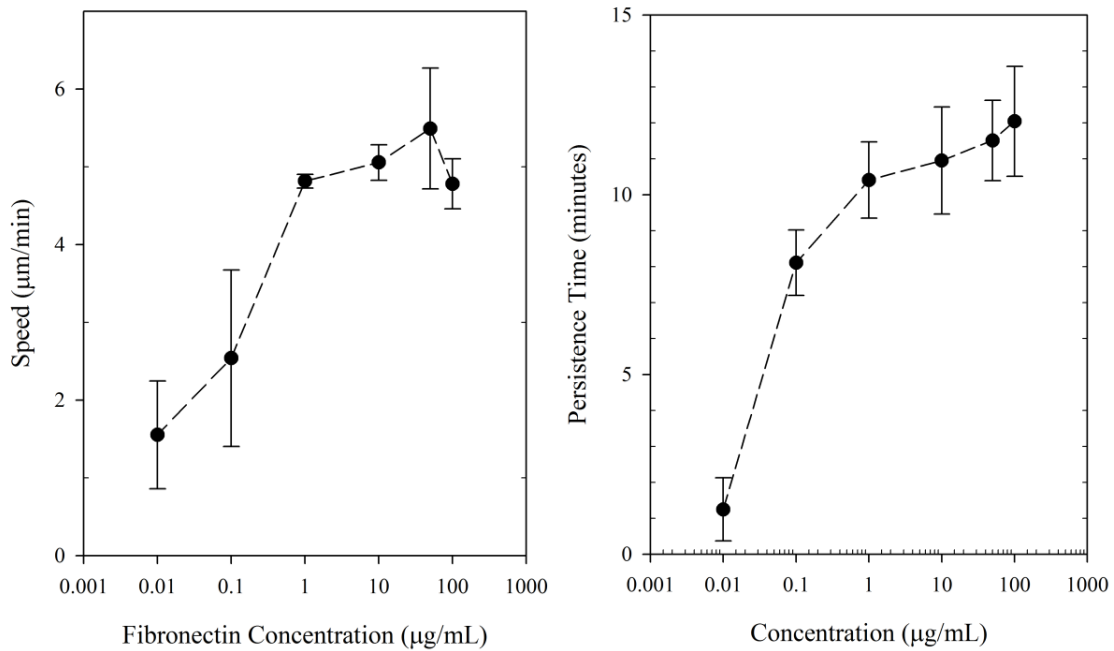 Speed (μm/min)
6
4
2
0
0.001 0.01 0.1 1 10 100 1000
Fibronectin Concentration (μg/mL)
Persistence Time (minutes)
15
10
5
0
0.001 0.01 0.1 1 10 100 1000
Concentration (μg/mL)